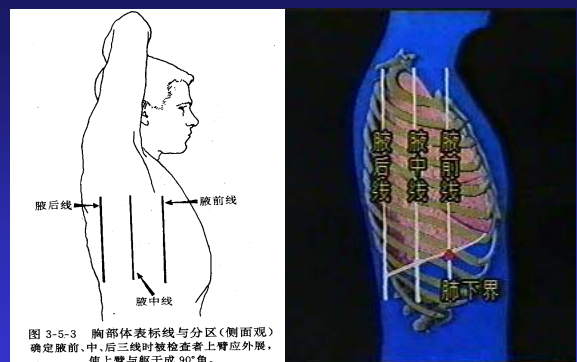 腋后线
腋前线
腋中线
图 3-5-3 胸部体表标线与分区(侧面观)
确定腋前、中、后三线时被检查者上臂应外展，
使上臂与躯干成 90°角。
腋后线
腋中线
腋前线
肺下界